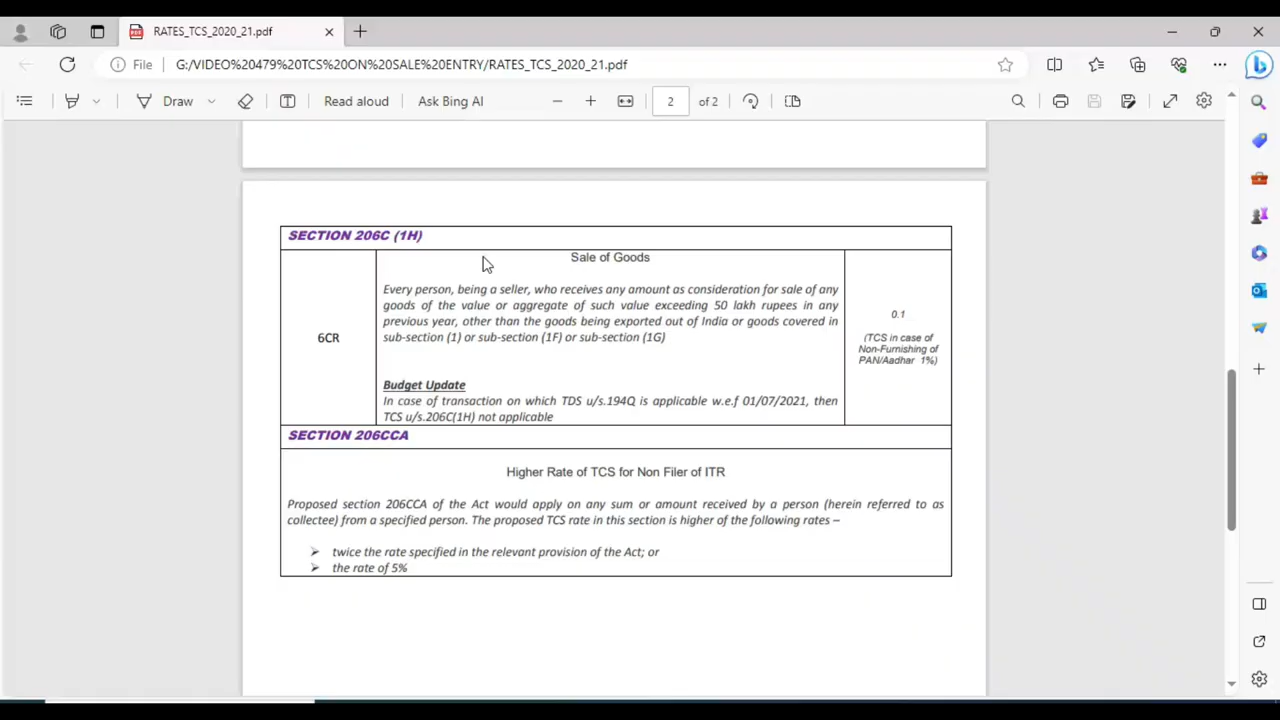 RATES_TCS_2020_21.pdf
File
G:/VIDEO%20479%20TCS%20ON%20SALE%20ENTRY/RATES_TCS_2020_21.pdf
Draw
Read aloud
Ask Bing AI
2
of 2
SECTION 206C (1H)
Sale of Goods
Every person, being a seller, who receives any amount as consideration for sale of any
goods of the value or aggregate of such value exceeding 50 lakh rupees in any
previous year, other than the goods being exported out of India or goods covered in
sub-section (1) or sub-section (1F) or sub-section (1G)
6CR
0.1
(TCS in case of
Non-Furnishing of
PAN/Aadhar 1%)
Budget Update
In case of transaction on which TDS u/s.194Q is applicable w.e.f 01/07/2021, then
TCS u/s.206C(1H) not applicable
SECTION 206CCA
Higher Rate of TCS for Non Filer of ITR
Proposed section 206CCA of the Act would apply on any sum or amount received by a person (herein referred to as
collectee) from a specified person. The proposed TCS rate in this section is higher of the following rates –
➢ twice the rate specified in the relevant provision of the Act; or
➢ the rate of 5%